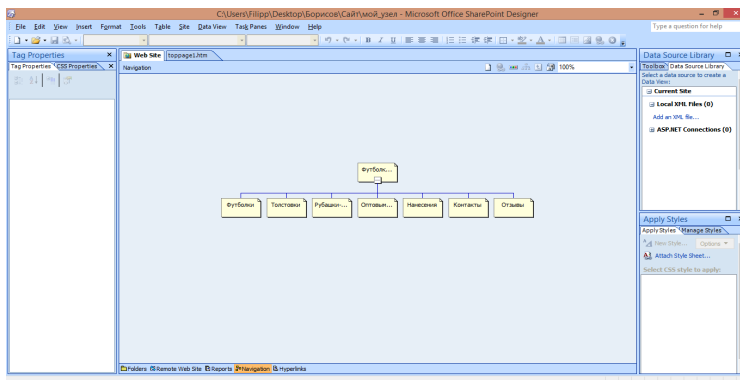 C:\Users\Filipp\Desktop\Борисов\Сайт\мой_узел - Microsoft Office SharePoint Designer
File Edit View Insert Format Tools Table Site Data View Task Panes Window Help
Type a question for help
Tag Properties
Tag Properties CSS Properties
Web Site toppage1.htm
Navigation
100%
Футболк...
Футболки Толстовки Рубашки-... Оптовым... Нанесения Контакты Отзывы
Folders Remote Web Site Reports Navigation Hyperlinks
Data Source Library
Toolbox Data Source Library
Select a data source to create a
Data View:
Current Site
Local XML Files (0)
Add an XML file...
ASP.NET Connections (0)
Apply Styles
Apply Styles Manage Styles
New Style... Options
Attach Style Sheet...
Select CSS style to apply: